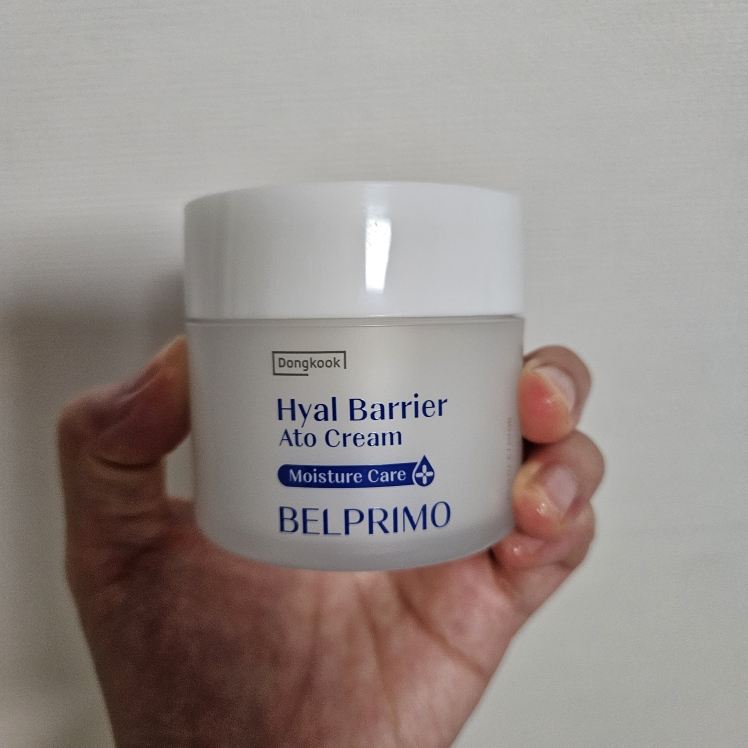 Dongkook
Hyal Barrier
Ato Cream
Moisture Care
BELPRIMO